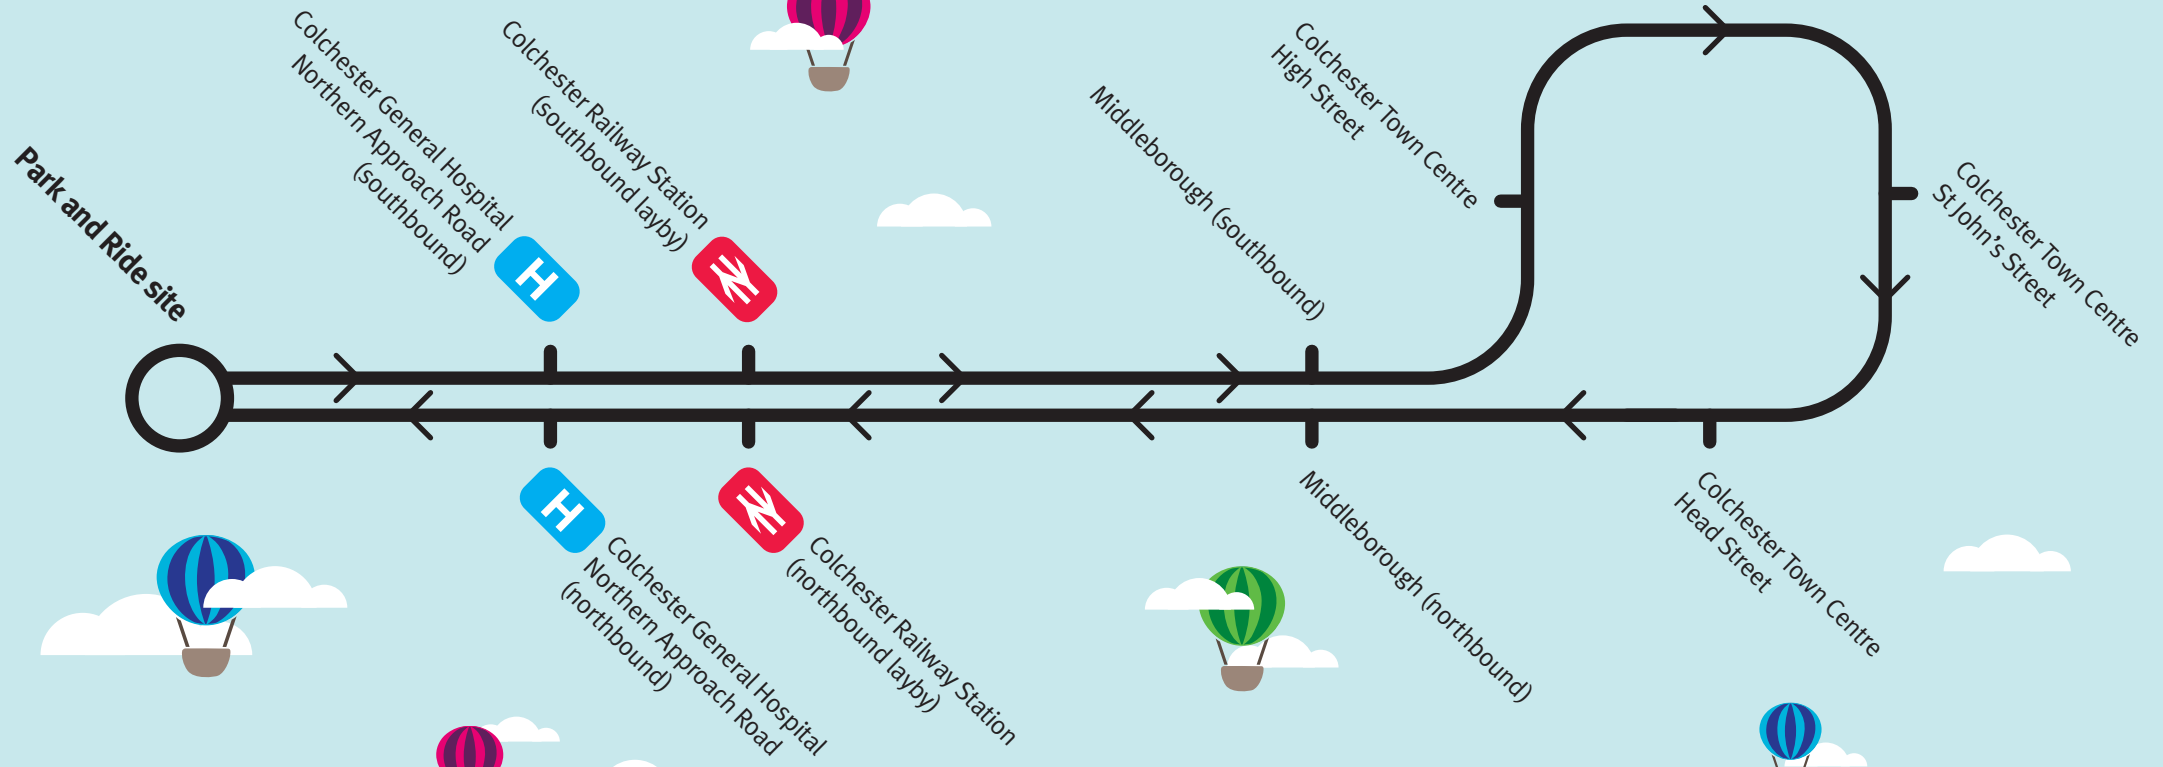 Park and Ride site
Colchester General Hospital
Northern Approach Road
(southbound)
H
Colchester Railway Station
(southbound layby)
Middleborough (southbound)
Colchester Town Centre
High Street
Colchester Town Centre
St John’s Street
Colchester Town Centre
Head Street
Middleborough (northbound)
Colchester Railway Station
(northbound layby)
H
Colchester General Hospital
Northern Approach Road
(northbound)